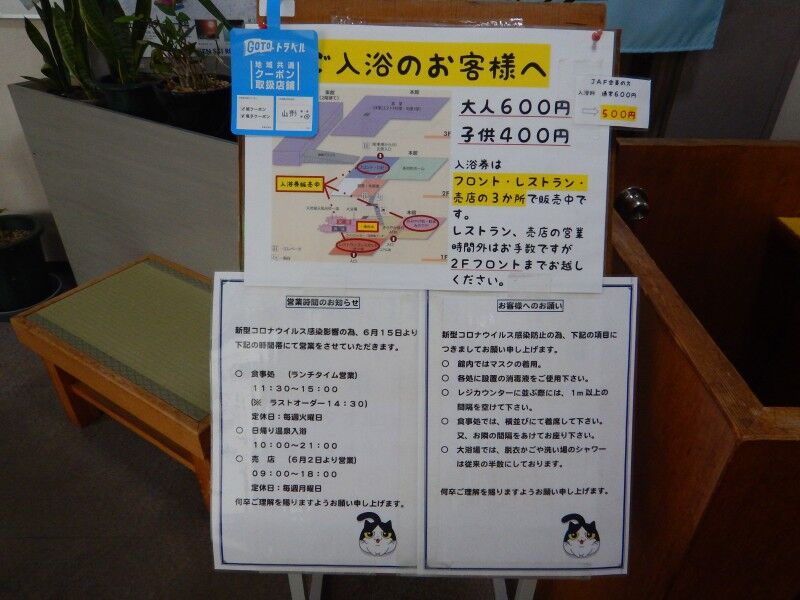 GOTOトラベル
地域共通
クーポン
取扱店舗
山形
ご入浴のお客様へ
JAF会員の方
入浴料 通常600円
⇨ 500円
大人600円
子供400円
入浴券は
フロント・レストラン・
売店の3か所で販売中で
す。
レストラン、売店の営業
時間外はお手数ですが
2Fフロントまでお越し
ください。
入浴券販売中
本館
3F
2F
本館
1F
営業時間のお知らせ
新型コロナウイルス感染影響の為、6月15日より
下記の時間帯にて営業をさせていただきます。
○ 食事処 (ランチタイム営業)
11:30~15:00
(※ ラストオーダー14:30)
定休日:毎週火曜日
○ 日帰り温泉入浴
10:00~21:00
○ 売 店 (6月2日より営業)
09:00~18:00
定休日:毎週月曜日
何卒ご理解を賜りますようお願い申し上げます。
お客様へのお願い
新型コロナウイルス感染防止の為、下記の項目に
つきましてお願い申し上げます。
○ 館内ではマスクの着用。
○ 各処に設置の消毒液をご使用下さい。
○ レジカウンターに並ぶ際には、1m以上の
間隔を空けて下さい。
○ 食事処では、横並びにて着席して下さい。
又、お隣の間隔をあけてお座り下さい。
○ 大浴場では、脱衣かごや洗い場のシャワー
は従来の半数にしております。
何卒ご理解を賜りますようお願い申し上げます。